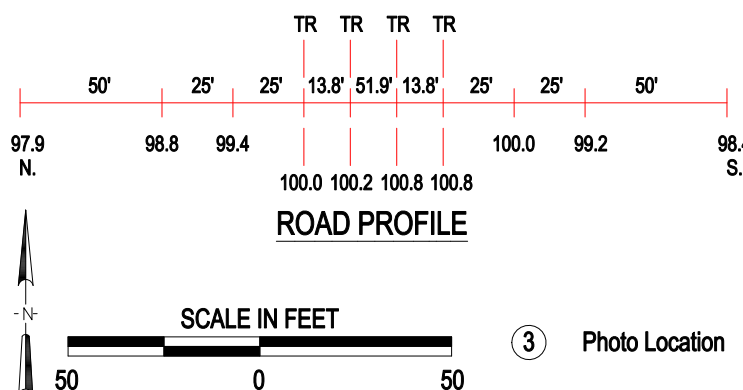 TR TR TR TR
50' 25' 25' 13.8' 51.9' 13.8' 25' 25' 50'
97.9 98.8 99.4 100.0 99.2 98.4
N. S.
100.0 100.2 100.8 100.8
ROAD PROFILE
-N-
SCALE IN FEET
3 Photo Location
50 0 50